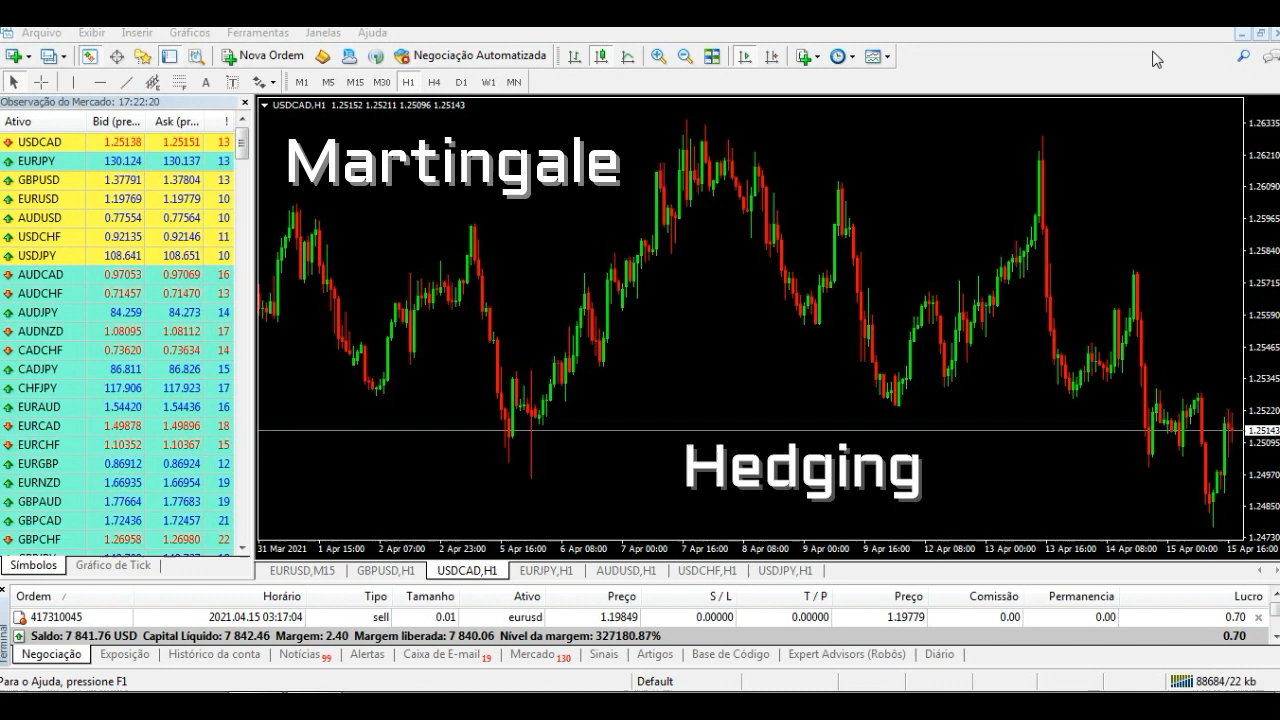 Arquivo Exibir Inserir Gráficos Ferramentas Janelas Ajuda
Nova Ordem Negociação Automatizada
A T M1 M5 M15 M30 H1 H4 D1 W1 MN
Observação do Mercado: 17:22:20
Ativo Bid (pre... Ask (pr... !
USDCAD 1.25138 1.25151 13
EURJPY 130.124 130.137 13
GBPUSD 1.37791 1.37804 13
EURUSD 1.19769 1.19779 10
AUDUSD 0.77554 0.77564 10
USDCHF 0.92135 0.92146 11
USDJPY 108.641 108.651 10
AUDCAD 0.97053 0.97069 16
AUDCHF 0.71457 0.71470 13
AUDJPY 84.259 84.273 14
AUDNZD 1.08095 1.08112 17
CADCHF 0.73620 0.73634 14
CADJPY 86.811 86.826 15
CHFJPY 117.906 117.923 17
EURAUD 1.54420 1.54436 16
EURCAD 1.49878 1.49896 18
EURCHF 1.10352 1.10367 15
EURGBP 0.86912 0.86924 12
EURNZD 1.66935 1.66954 19
GBPAUD 1.77664 1.77683 19
GBPCAD 1.72436 1.72457 21
GBPCHF 1.26958 1.26980 22
Símbolos Gráfico de Tick
USDCAD,H1 1.25152 1.25211 1.25096 1.25143
Martingale
Hedging
1.26335
1.26210
1.26090
1.25965
1.25840
1.25715
1.25590
1.25465
1.25345
1.25220
1.25143
1.25095
1.24970
1.24850
1.24730
31 Mar 2021 1 Apr 15:00 2 Apr 07:00 2 Apr 23:00 5 Apr 16:00 6 Apr 08:00 7 Apr 00:00 7 Apr 16:00 8 Apr 08:00 9 Apr 00:00 9 Apr 16:00 12 Apr 08:00 13 Apr 00:00 13 Apr 16:00 14 Apr 08:00 15 Apr 00:00 15 Apr 16:00
EURUSD,M15 GBPUSD,H1 USDCAD,H1 EURJPY,H1 AUDUSD,H1 USDCHF,H1 USDJPY,H1
Ordem Horário Tipo Tamanho Ativo Preço S / L T / P Preço Comissão Permanencia Lucro
417310045 2021.04.15 03:17:04 sell 0.01 eurusd 1.19849 0.00000 0.00000 1.19779 0.00 0.00 0.70
Saldo: 7 841.76 USD Capital Líquido: 7 842.46 Margem: 2.40 Margem liberada: 7 840.06 Nível da margem: 327180.87% 0.70
Terminal
Negociação Exposição Histórico da conta Notícias 99 Alertas Caixa de E-mail 19 Mercado 130 Sinais Artigos Base de Código Expert Advisors (Robôs) Diário
Para o Ajuda, pressione F1 Default 88684/22 kb